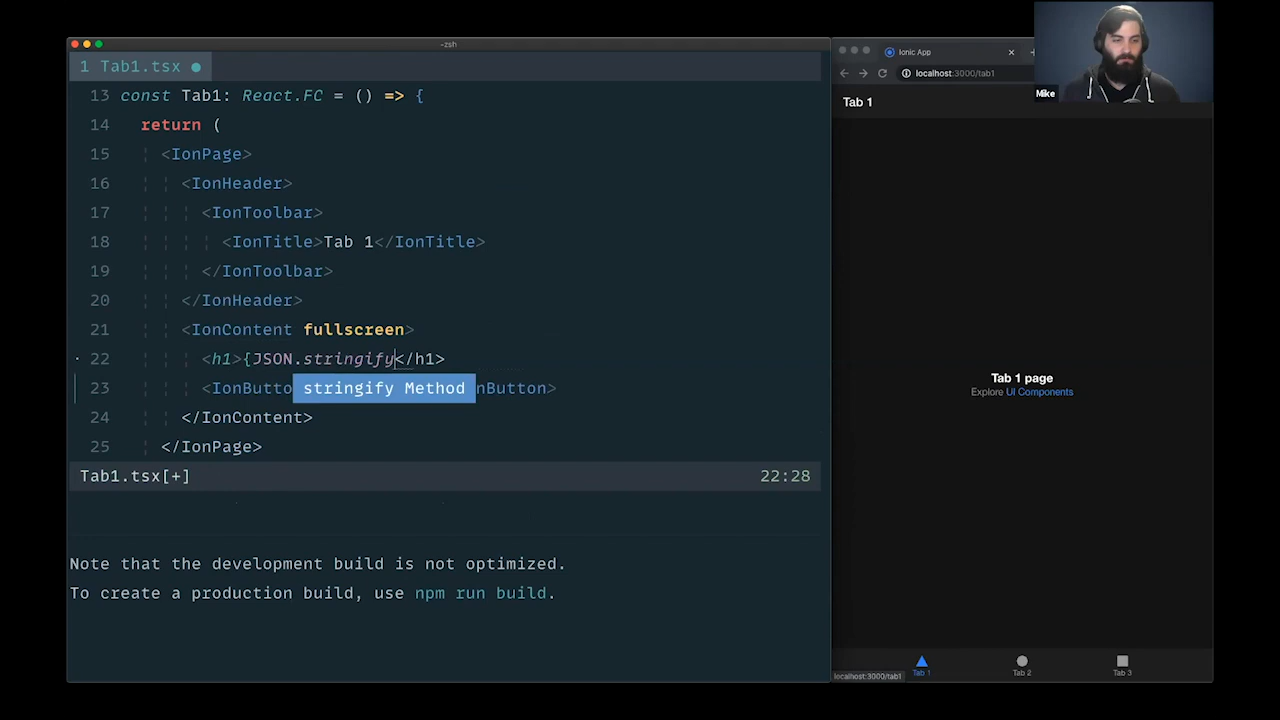 -zsh
1 Tab1.tsx ●
13 const Tab1: React.FC = () => {
14 return (
15 <IonPage>
16 <IonHeader>
17 <IonToolbar>
18 <IonTitle>Tab 1</IonTitle>
19 </IonToolbar>
20 </IonHeader>
21 <IonContent fullscreen>
22 <h1>{JSON.stringify</h1>
23 <IonButto stringify Method nButton>
24 </IonContent>
25 </IonPage>
Tab1.tsx[+] 22:28
Note that the development build is not optimized.
To create a production build, use npm run build.
Ionic App
localhost:3000/tab1
Mike
Tab 1
Tab 1 page
Explore UI Components
Tab 1 Tab 2 Tab 3
localhost:3000/tab1